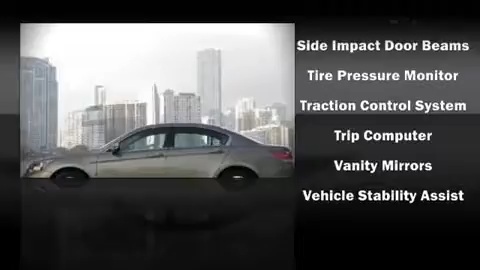 Side Impact Door Beams
Tire Pressure Monitor
Traction Control System
Trip Computer
Vanity Mirrors
Vehicle Stability Assist